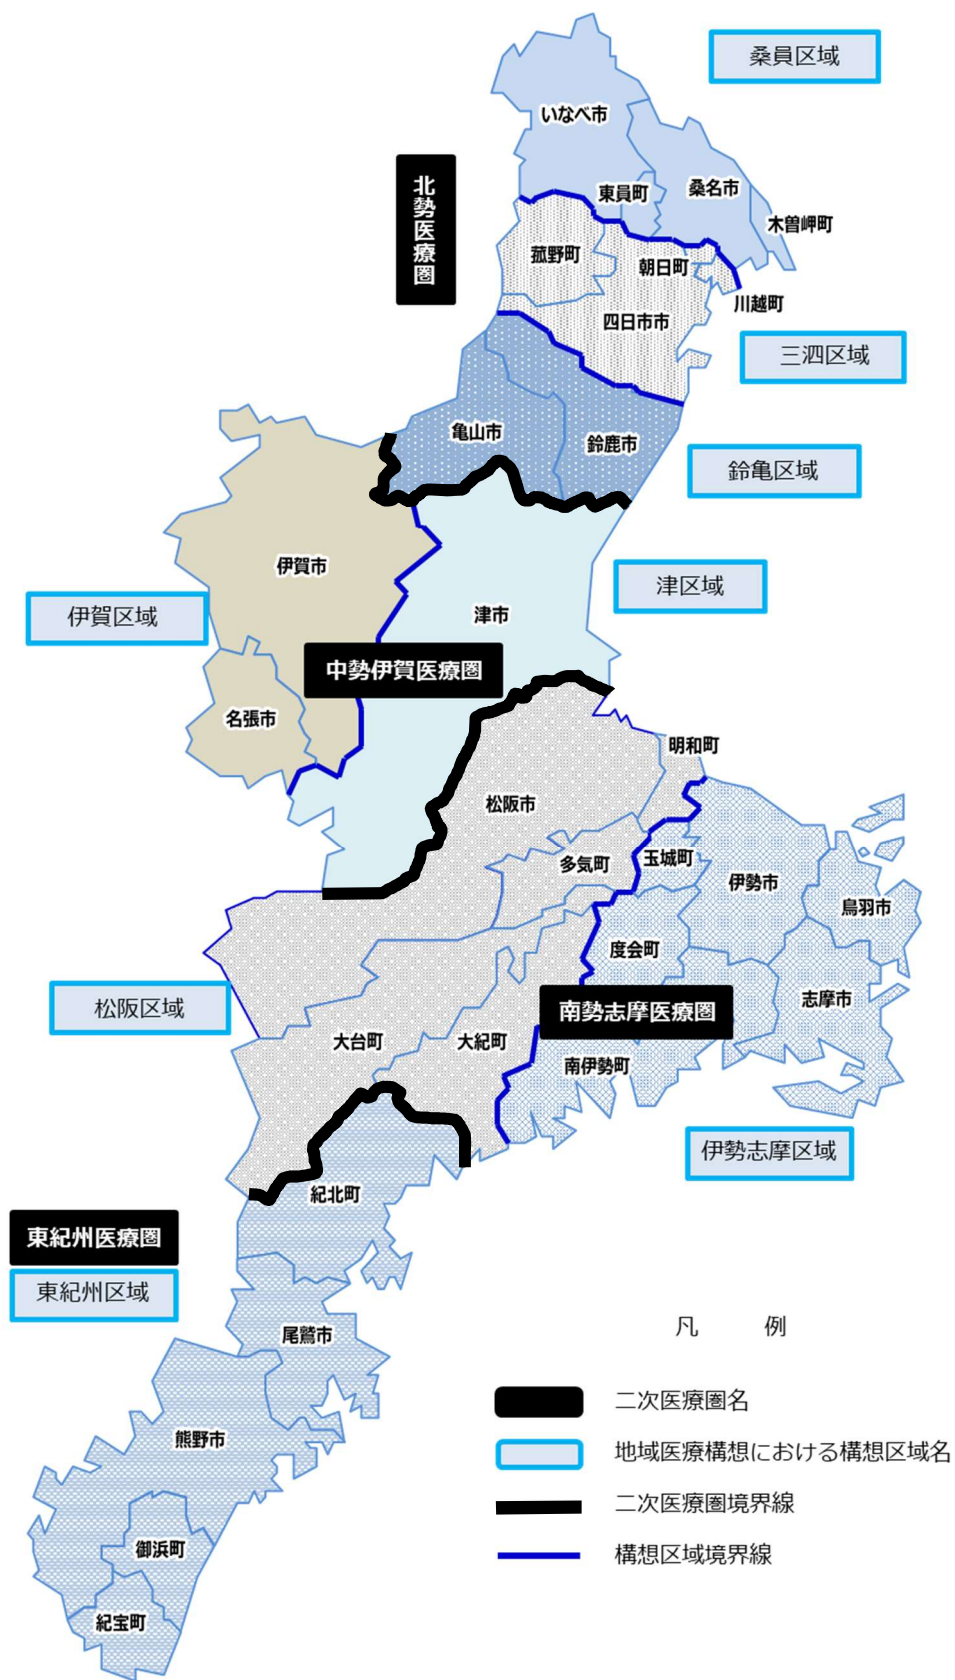 桑員区域
いなべ市
北勢医療圏
東員町
桑名市
木曽岬町
菰野町
朝日町
川越町
四日市市
三泗区域
亀山市
鈴鹿市
鈴亀区域
伊賀市
津区域
伊賀区域
津市
中勢伊賀医療圏
名張市
明和町
松阪市
多気町
玉城町
伊勢市
鳥羽市
度会町
志摩市
松阪区域
南勢志摩医療圏
大台町
大紀町
南伊勢町
伊勢志摩区域
紀北町
東紀州医療圏
東紀州区域
尾鷲市
熊野市
御浜町
紀宝町
凡 例
二次医療圏名
地域医療構想における構想区域名
二次医療圏境界線
構想区域境界線